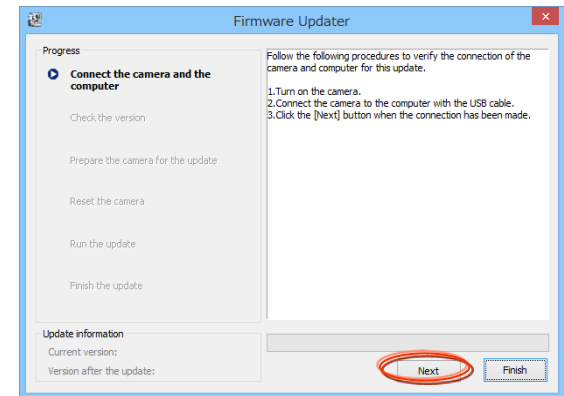 Firmware Updater
Progress
Connect the camera and the
computer
Check the version
Prepare the camera for the update
Reset the camera
Run the update
Finish the update
Follow the following procedures to verify the connection of the
camera and computer for this update.
1.Turn on the camera.
2.Connect the camera to the computer with the USB cable.
3.Click the [Next] button when the connection has been made.
Update information
Current version:
Version after the update:
Next
Finish